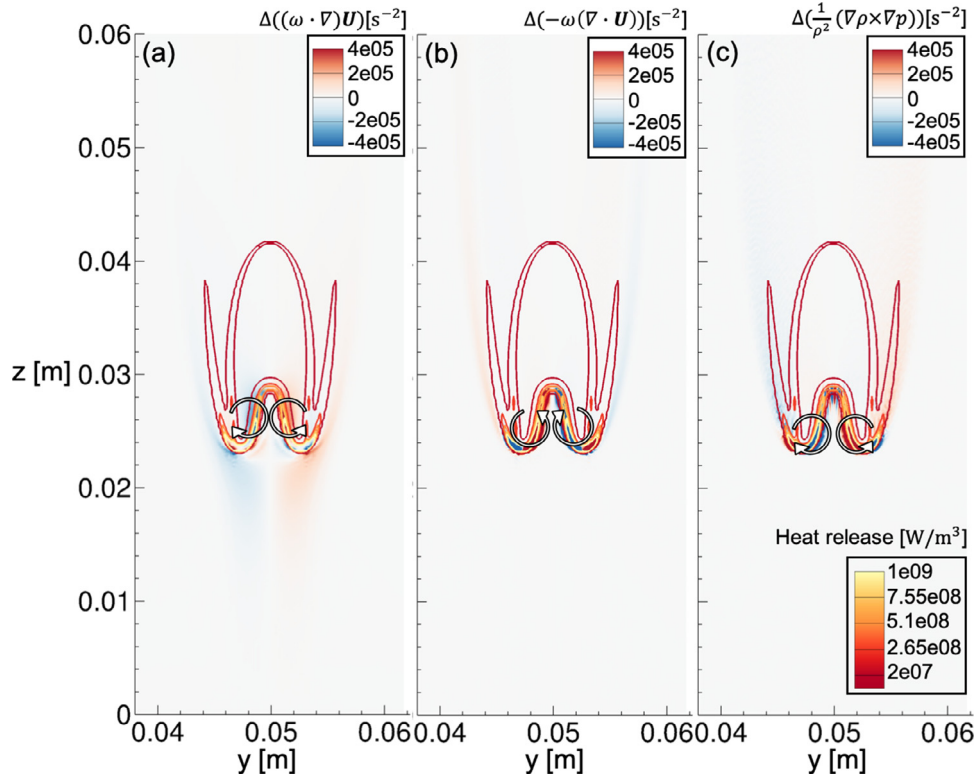 Δ((ω · ∇)U)[s⁻²]
Δ(−ω(∇ · U))[s⁻²]
Δ(1/ρ² (∇ρ×∇p))[s⁻²]
0.06
(a)
4e05
2e05
0
-2e05
-4e05
(b)
4e05
2e05
0
-2e05
-4e05
(c)
4e05
2e05
0
-2e05
-4e05
0.05
0.04
z [m]
0.03
0.02
0.01
0
Heat release [W/m³]
1e09
7.55e08
5.1e08
2.65e08
2e07
0.04 0.05 0.06 0.04 0.05 0.06 0.04 0.05 0.06
y [m] y [m] y [m]